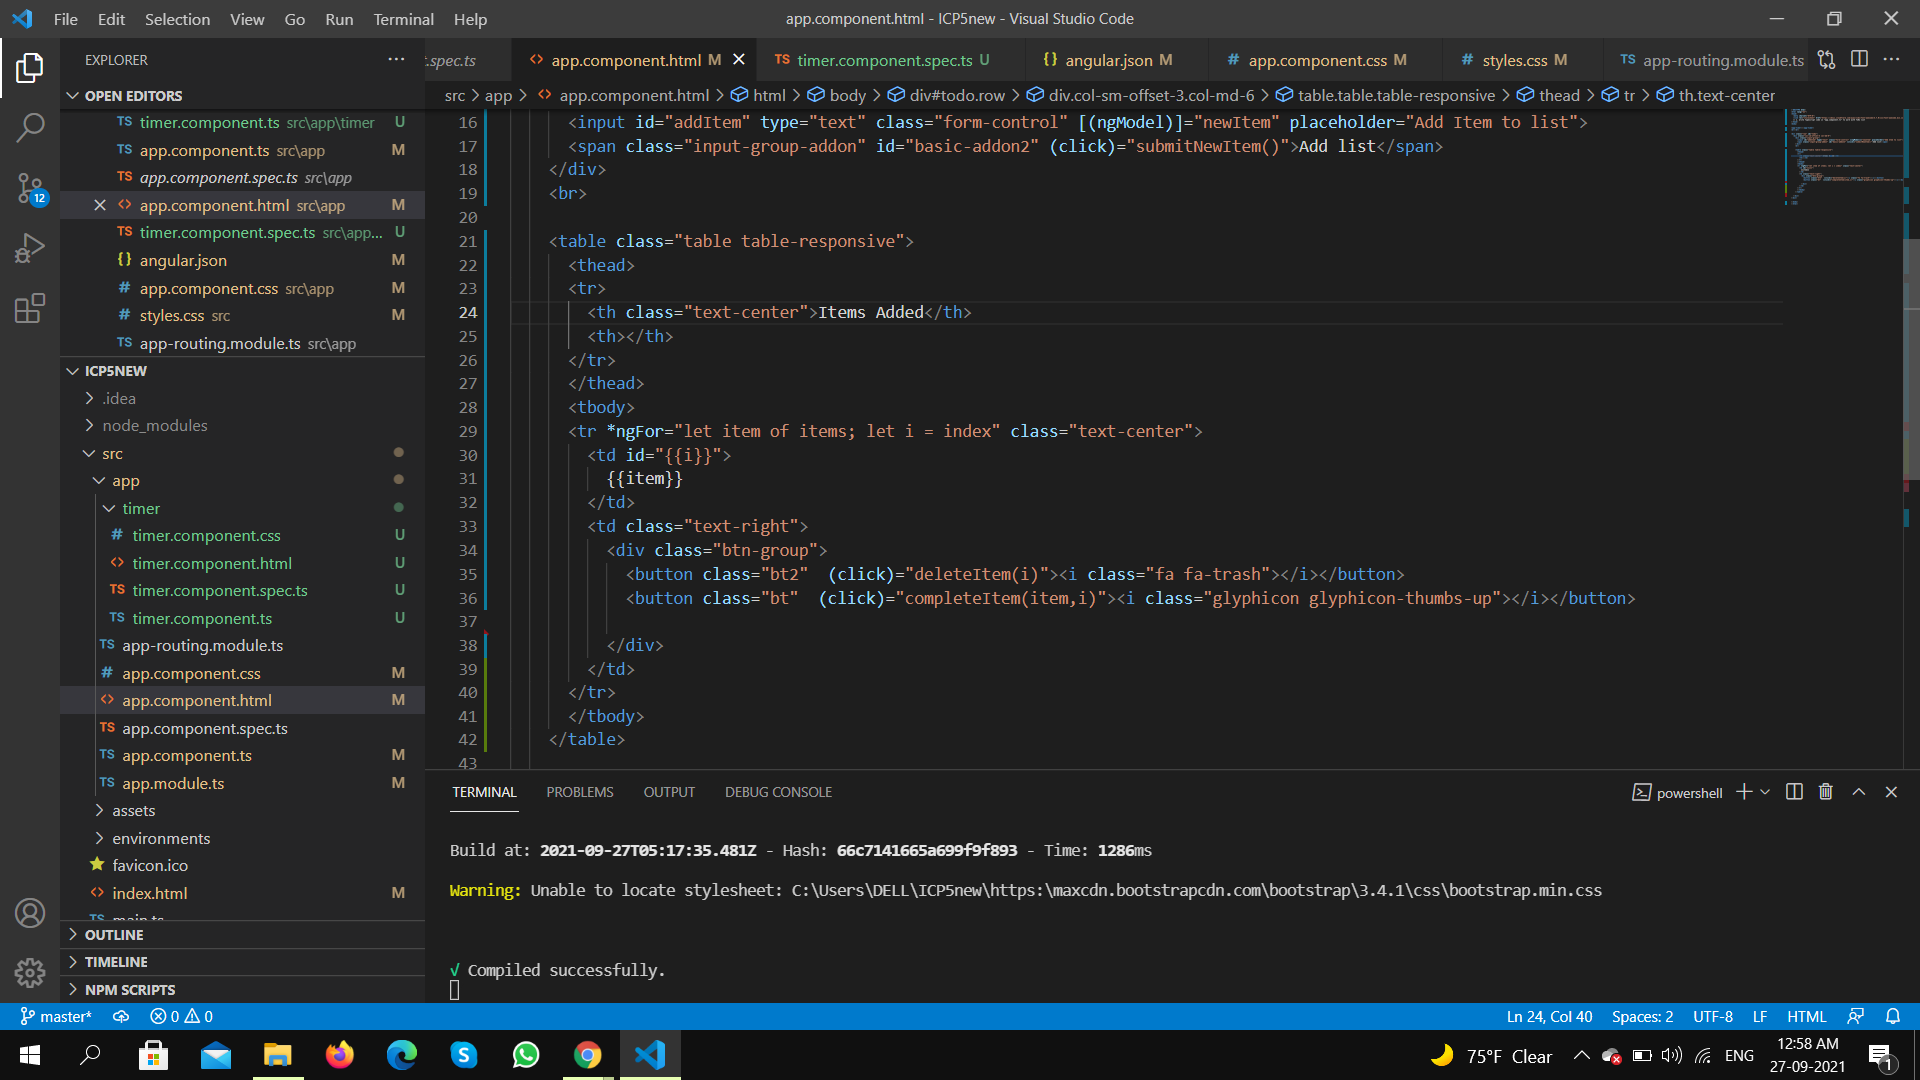 File Edit Selection View Go Run Terminal Help
app.component.html - ICP5new - Visual Studio Code
EXPLORER
.spec.ts
app.component.html M
TS timer.component.spec.ts U
{} angular.json M
# app.component.css M
# styles.css M
TS app-routing.module.ts
OPEN EDITORS
src > app > app.component.html > html > body > div#todo.row > div.col-sm-offset-3.col-md-6 > table.table.table-responsive > thead > tr > th.text-center
TS timer.component.ts src\app\timer U
TS app.component.ts src\app M
TS app.component.spec.ts src\app
app.component.html src\app M
TS timer.component.spec.ts src\app... U
{} angular.json M
# app.component.css src\app M
# styles.css src M
TS app-routing.module.ts src\app
ICP5NEW
.idea
node_modules
src
app
timer
# timer.component.css U
timer.component.html U
TS timer.component.spec.ts U
TS timer.component.ts U
TS app-routing.module.ts
# app.component.css M
app.component.html M
TS app.component.spec.ts
TS app.component.ts M
TS app.module.ts M
assets
environments
favicon.ico
index.html M
TS main.ts
OUTLINE
TIMELINE
NPM SCRIPTS
12
16 <input id="addItem" type="text" class="form-control" [(ngModel)]="newItem" placeholder="Add Item to list">
17 <span class="input-group-addon" id="basic-addon2" (click)="submitNewItem()">Add list</span>
18 </div>
19 <br>
20
21 <table class="table table-responsive">
22 <thead>
23 <tr>
24 <th class="text-center">Items Added</th>
25 <th></th>
26 </tr>
27 </thead>
28 <tbody>
29 <tr *ngFor="let item of items; let i = index" class="text-center">
30 <td id="{{i}}">
31 {{item}}
32 </td>
33 <td class="text-right">
34 <div class="btn-group">
35 <button class="bt2"  (click)="deleteItem(i)"><i class="fa fa-trash"></i></button>
36 <button class="bt"  (click)="completeItem(item,i)"><i class="glyphicon glyphicon-thumbs-up"></i></button>
37
38 </div>
39 </td>
40 </tr>
41 </tbody>
42 </table>
43
TERMINAL PROBLEMS OUTPUT DEBUG CONSOLE
powershell
Build at: 2021-09-27T05:17:35.481Z - Hash: 66c7141665a699f9f893 - Time: 1286ms
Warning: Unable to locate stylesheet: C:\Users\DELL\ICP5new\https:\maxcdn.bootstrapcdn.com\bootstrap\3.4.1\css\bootstrap.min.css
√ Compiled successfully.
master* 0 0
Ln 24, Col 40 Spaces: 2 UTF-8 LF HTML
75°F Clear
ENG
12:58 AM
27-09-2021
1